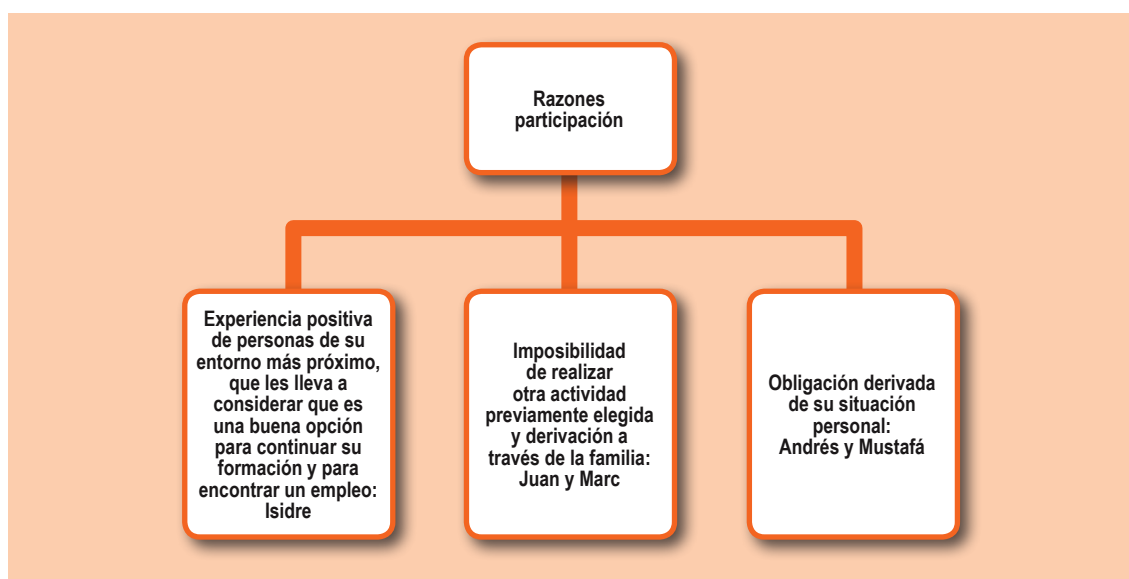 Razones
participación
Experiencia positiva
de personas de su
entorno más próximo,
que les lleva a
considerar que es
una buena opción
para continuar su
formación y para
encontrar un empleo:
Isidre
Imposibilidad
de realizar
otra actividad
previamente elegida
y derivación a
través de la familia:
Juan y Marc
Obligación derivada
de su situación
personal:
Andrés y Mustafá